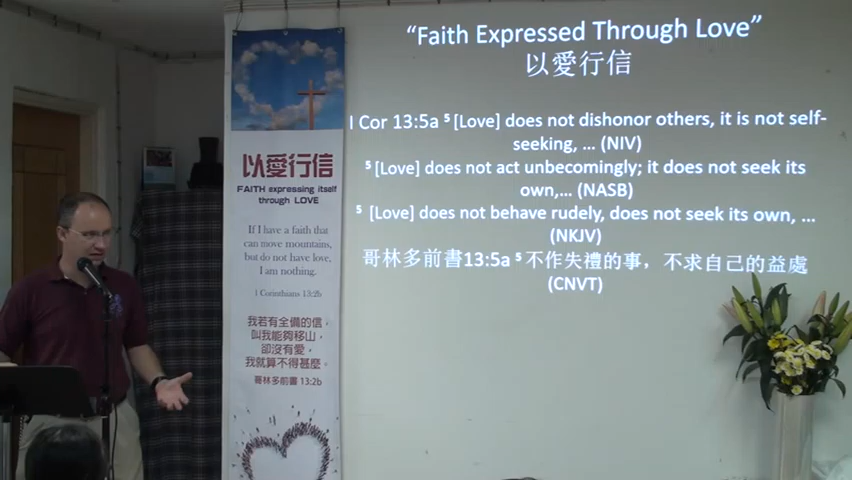 “Faith Expressed Through Love”
以愛行信
I Cor 13:5a ⁵ [Love] does not dishonor others, it is not self-
seeking, … (NIV)
⁵ [Love] does not act unbecomingly; it does not seek its
own,… (NASB)
⁵ [Love] does not behave rudely, does not seek its own, …
(NKJV)
哥林多前書13:5a ⁵ 不作失禮的事，不求自己的益處
(CNVT)
以愛行信
FAITH expressing itself
through LOVE
If I have a faith that
can move mountains,
but do not have love,
I am nothing.
1 Corinthians 13:2b
我若有全備的信，
叫我能夠移山，
卻沒有愛，
我就算不得甚麼。
哥林多前書 13:2b